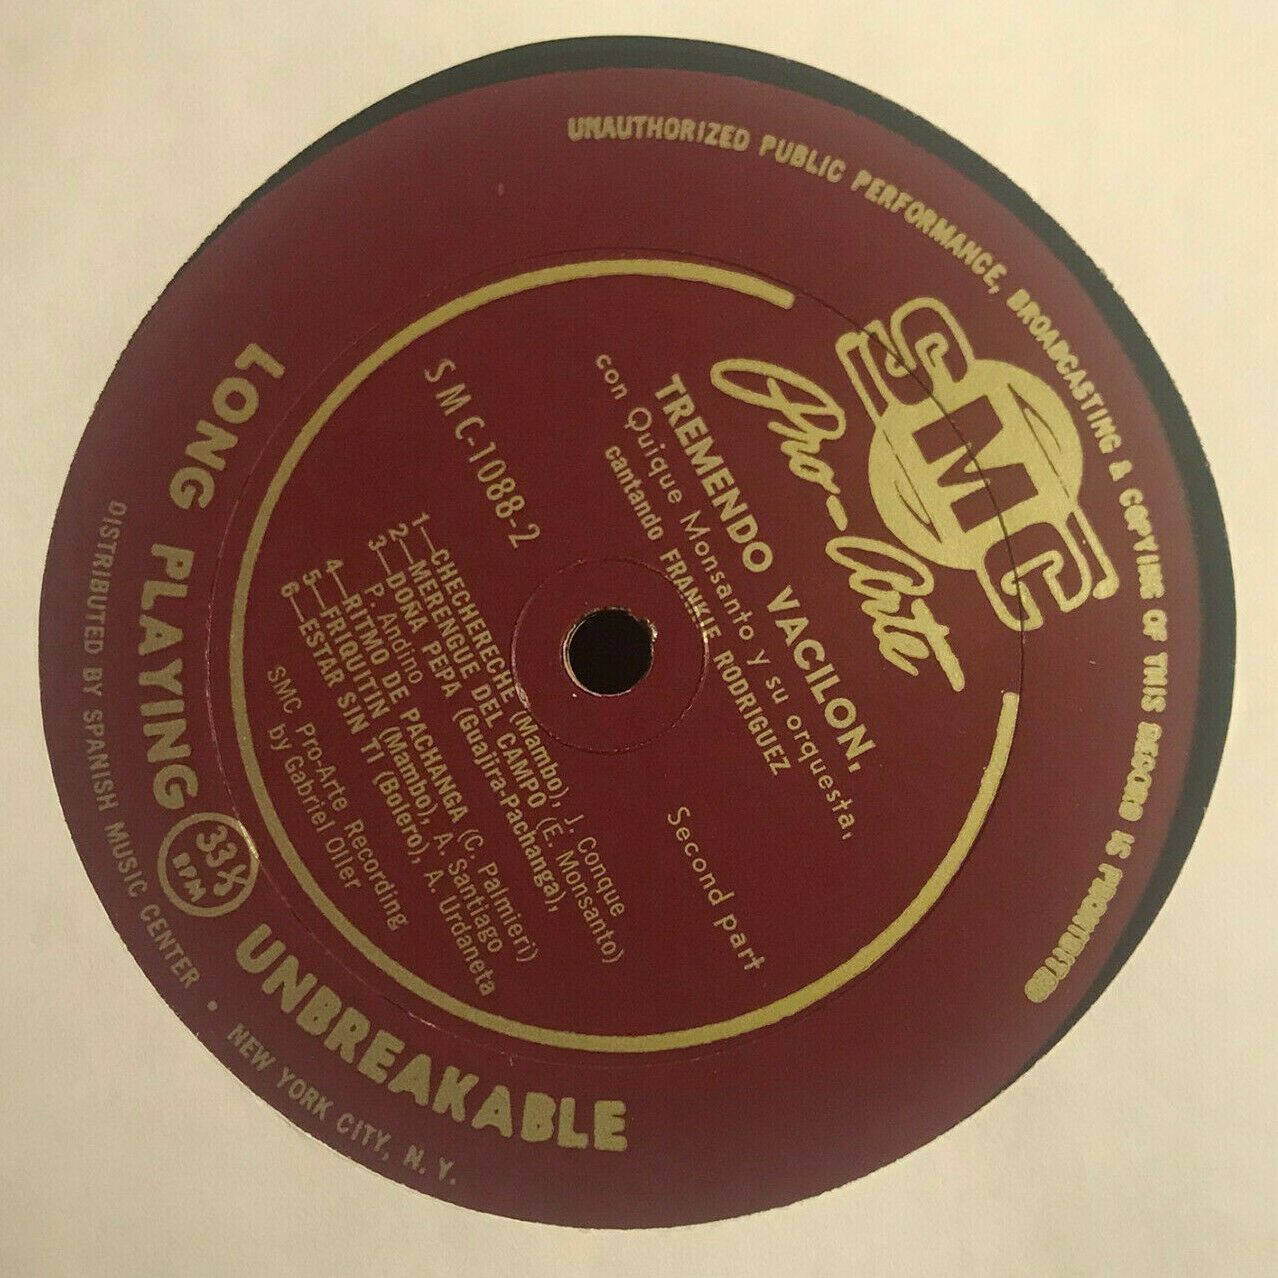 UNAUTHORIZED PUBLIC PERFORMANCE, BROADCASTING & COPYING OF THIS RECORD IS PROHIBITED
SMC
Pro-Arte
TREMENDO VACILON,
con Quique Monsanto y su orquesta,
cantando FRANKIE RODRIGUEZ
SMC-1088-2
Second part
1—CHECHERECHE (Mambo), J. Conque
2—MERENGUE DEL CAMPO (E. Monsanto)
3—DOÑA PEPA (Guajira-Pachanga),
P. Andino
4—RITMO DE PACHANGA (C. Palmieri)
5—FRIQUITIN (Mambo), A. Santiago
6—ESTAR SIN TI (Bolero), A. Urdaneta
SMC Pro-Arte Recording
by Gabriel Oller
LONG PLAYING 33⅓ RPM UNBREAKABLE
DISTRIBUTED BY SPANISH MUSIC CENTER • NEW YORK CITY, N. Y.